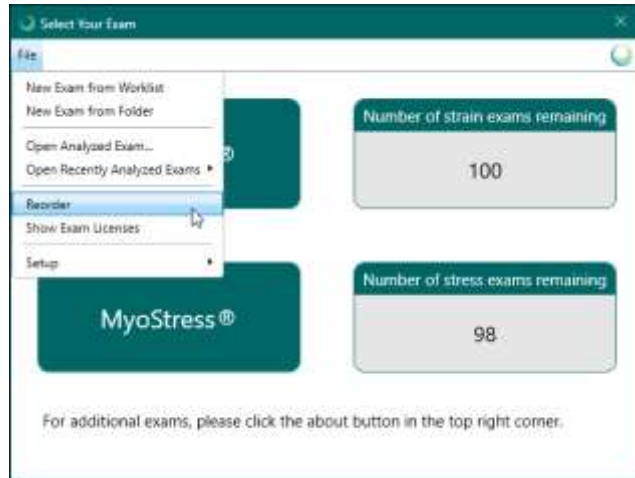 Select Your Exam
File
New Exam from Worklist
New Exam from Folder
Open Analyzed Exam...
Open Recently Analyzed Exams
Reorder
Show Exam Licenses
Setup
®
Number of strain exams remaining
100
MyoStress®
Number of stress exams remaining
98
For additional exams, please click the about button in the top right corner.